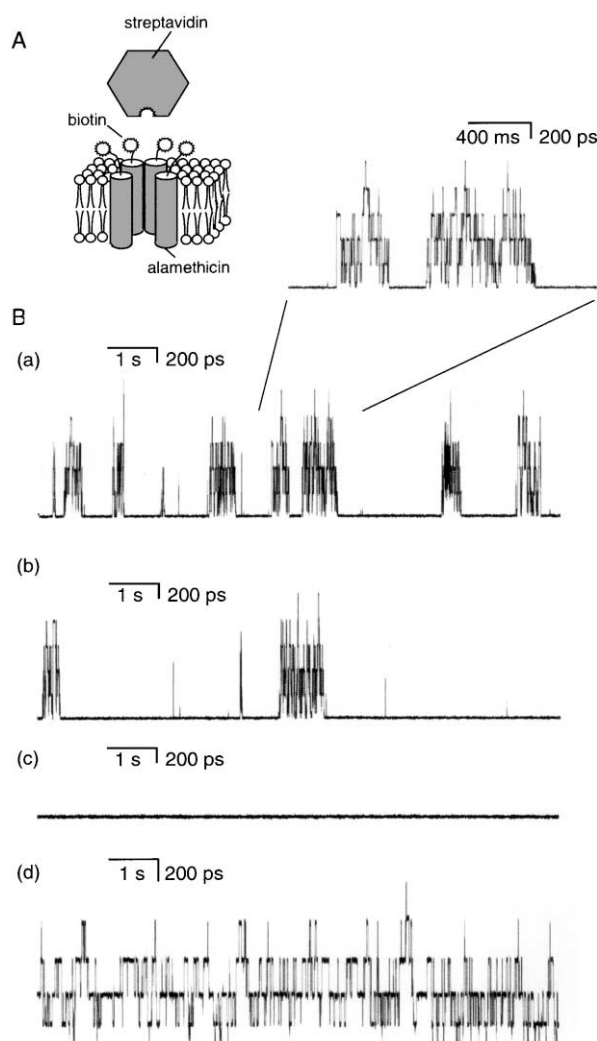 A
streptavidin
biotin
alamethicin
400 ms 200 ps
B
(a)
1 s 200 ps
(b)
1 s 200 ps
(c)
1 s 200 ps
(d)
1 s 200 ps